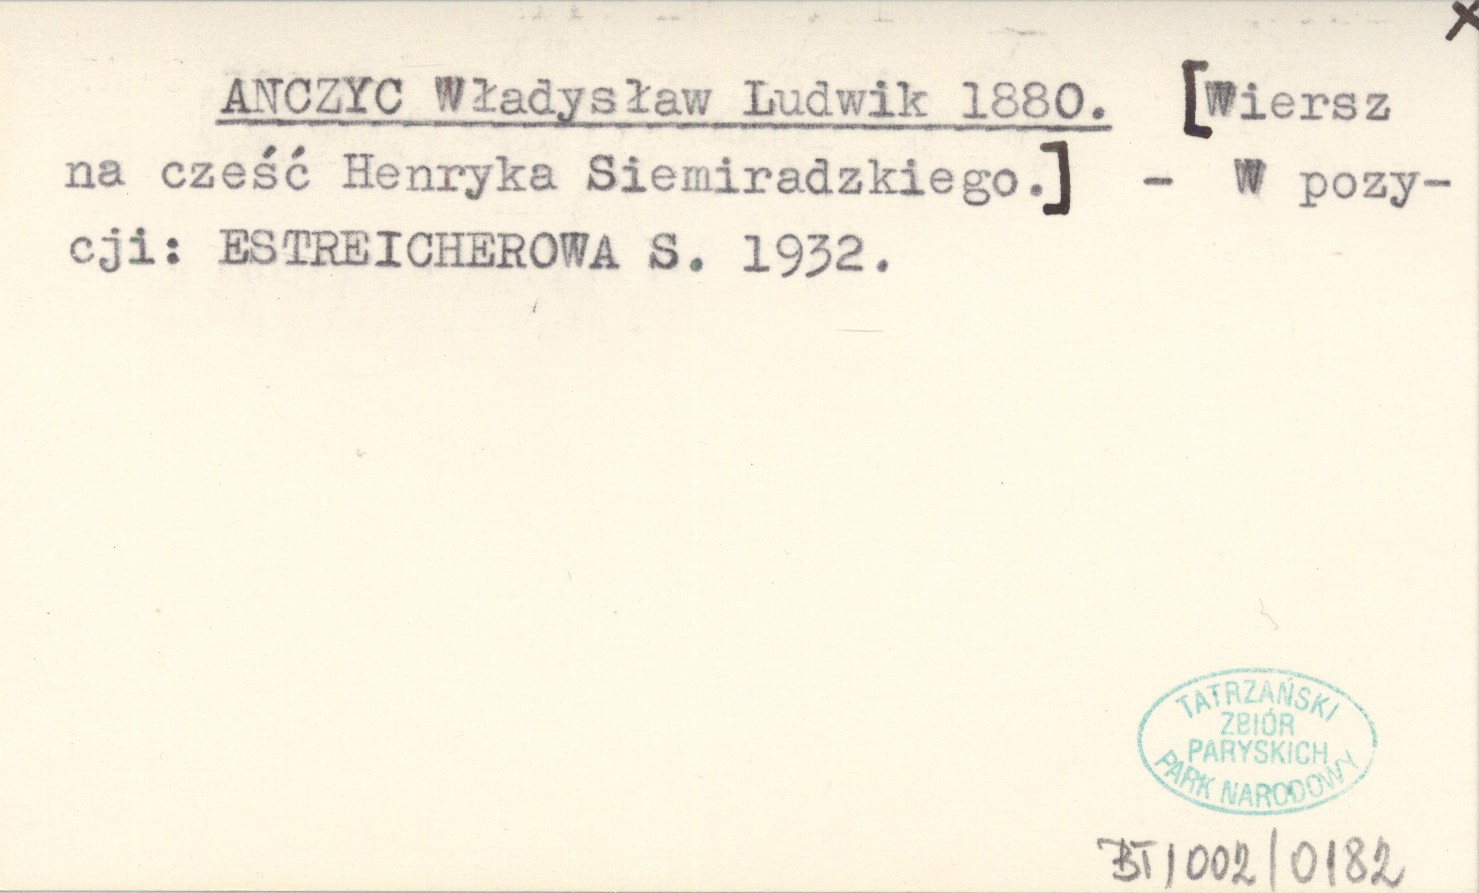 ×
ANCZYC Władysław Ludwik 1880. [Wiersz
na cześć Henryka Siemiradzkiego.] - W pozy-
cji: ESTREICHEROWA S. 1932.
TATRZAŃSKI
ZBIÓR
PARYSKICH
PARK NARODOWY
BT/002/0182